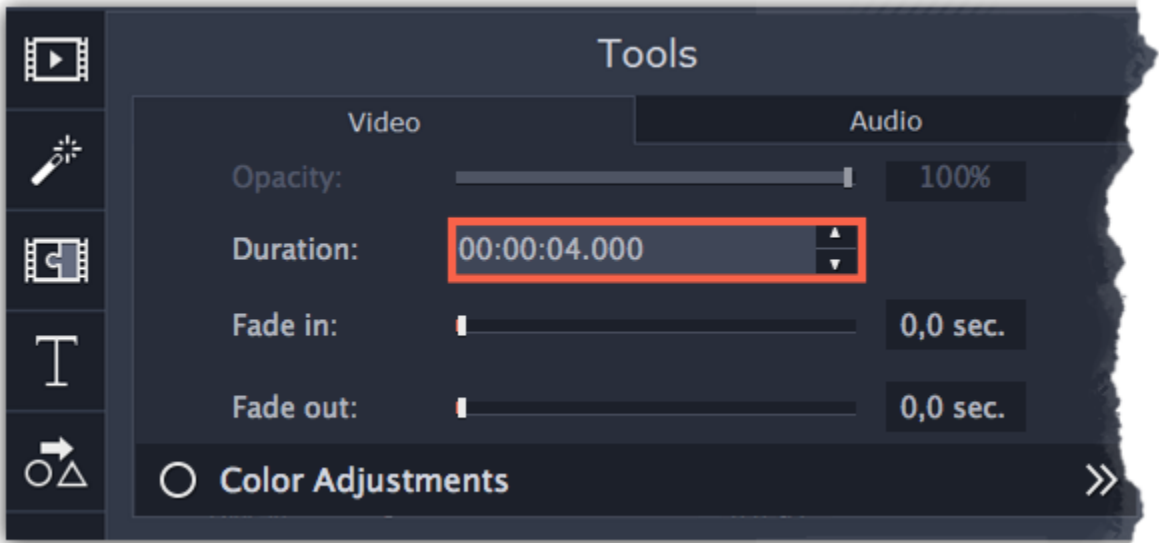 Tools
Video Audio
Opacity: 100%
Duration: 00:00:04.000
Fade in: 0,0 sec.
Fade out: 0,0 sec.
Color Adjustments